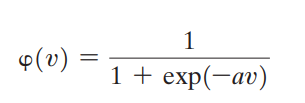 φ(v) = 1 / (1 + exp(−av))